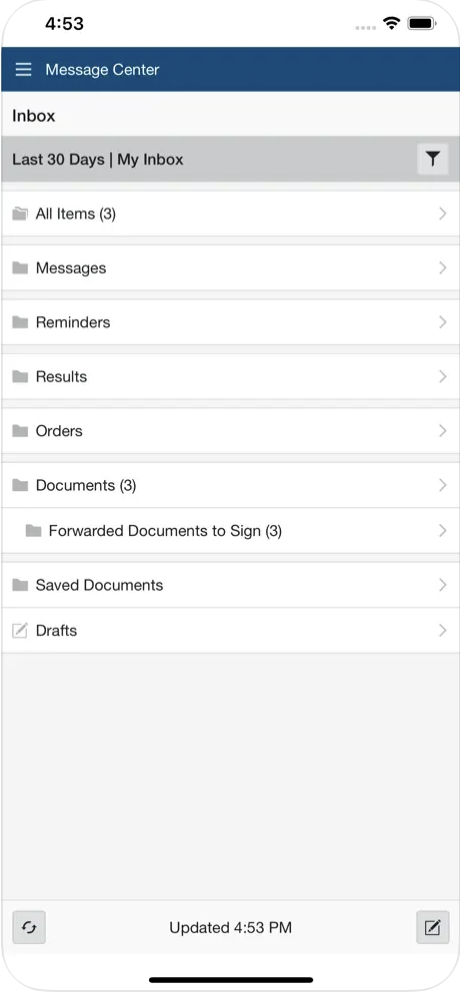 4:53
Message Center
Inbox
Last 30 Days | My Inbox
All Items (3)
Messages
Reminders
Results
Orders
Documents (3)
Forwarded Documents to Sign (3)
Saved Documents
Drafts
Updated 4:53 PM